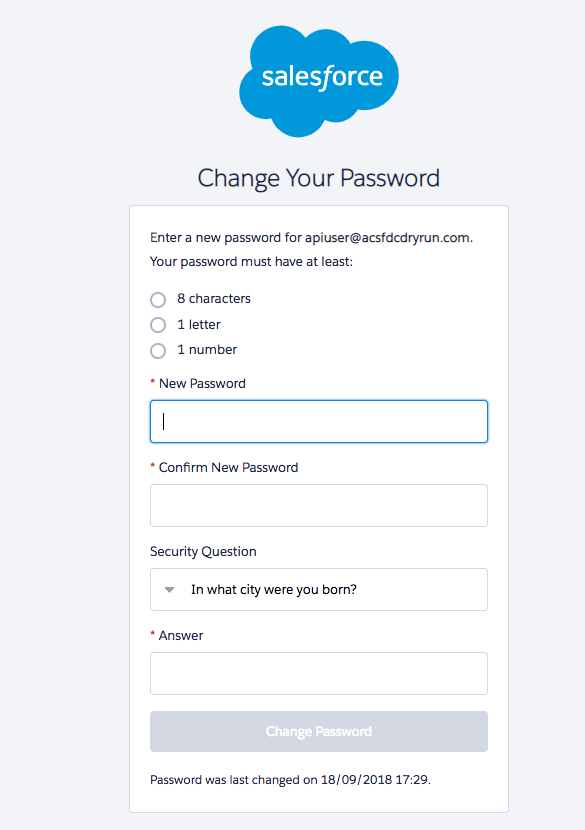 salesforce
Change Your Password
Enter a new password for apiuser@acsfdcdryrun.com.
Your password must have at least:
8 characters
1 letter
1 number
* New Password
* Confirm New Password
Security Question
In what city were you born?
* Answer
Change Password
Password was last changed on 18/09/2018 17:29.